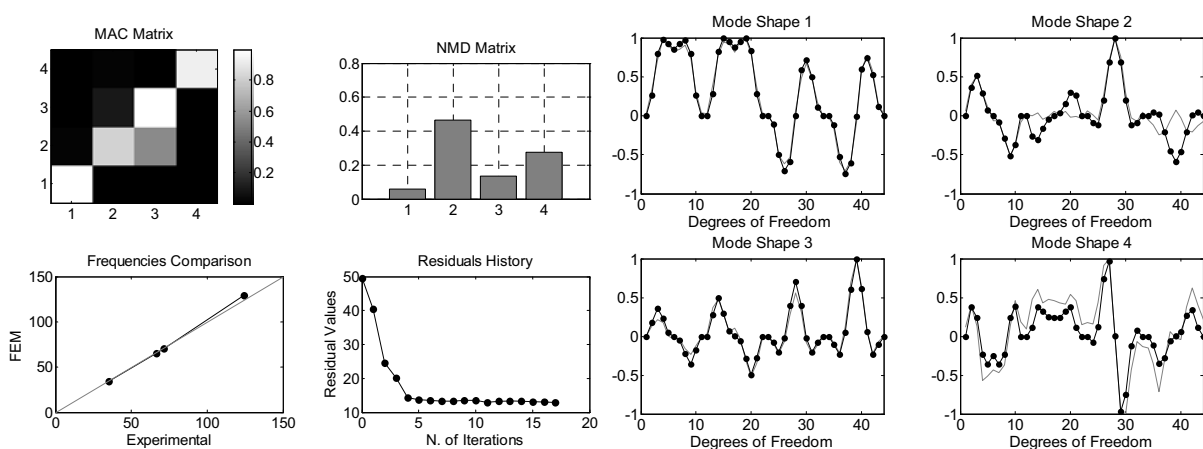 MAC Matrix
4
3
2
1
1 2 3 4
0.8
0.6
0.4
0.2
NMD Matrix
0.8
0.6
0.4
0.2
0
1 2 3 4
Mode Shape 1
1
0.5
0
-0.5
-1
0 10 20 30 40
Degrees of Freedom
Mode Shape 2
1
0.5
0
-0.5
-1
0 10 20 30 40
Degrees of Freedom
Frequencies Comparison
FEM
150
100
50
0
0 50 100 150
Experimental
Residuals History
Residual Values
50
40
30
20
10
0 5 10 15 20
N. of Iterations
Mode Shape 3
1
0.5
0
-0.5
-1
0 10 20 30 40
Degrees of Freedom
Mode Shape 4
1
0.5
0
-0.5
-1
0 10 20 30 40
Degrees of Freedom